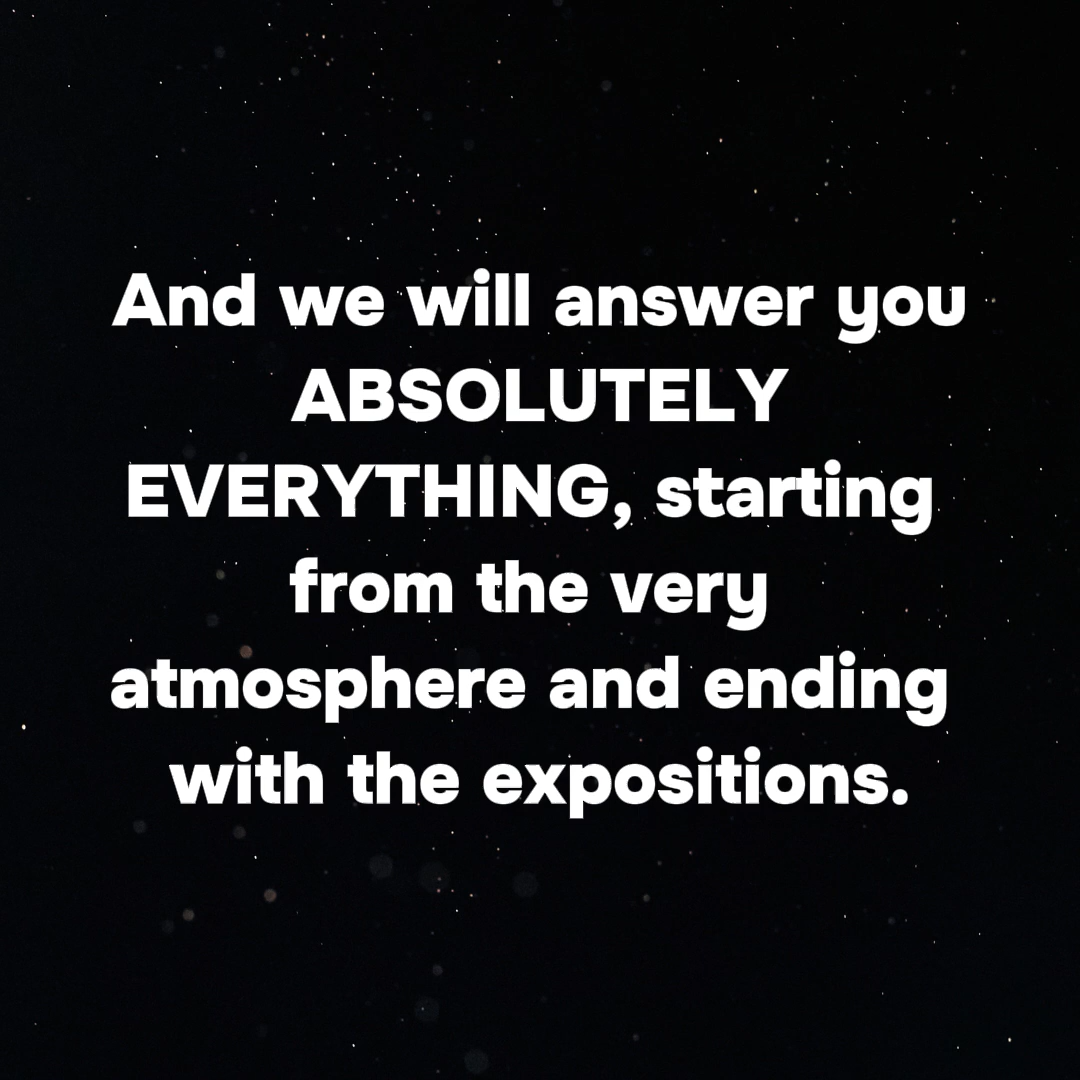 And we will answer you
ABSOLUTELY
EVERYTHING, starting
from the very
atmosphere and ending
with the expositions.